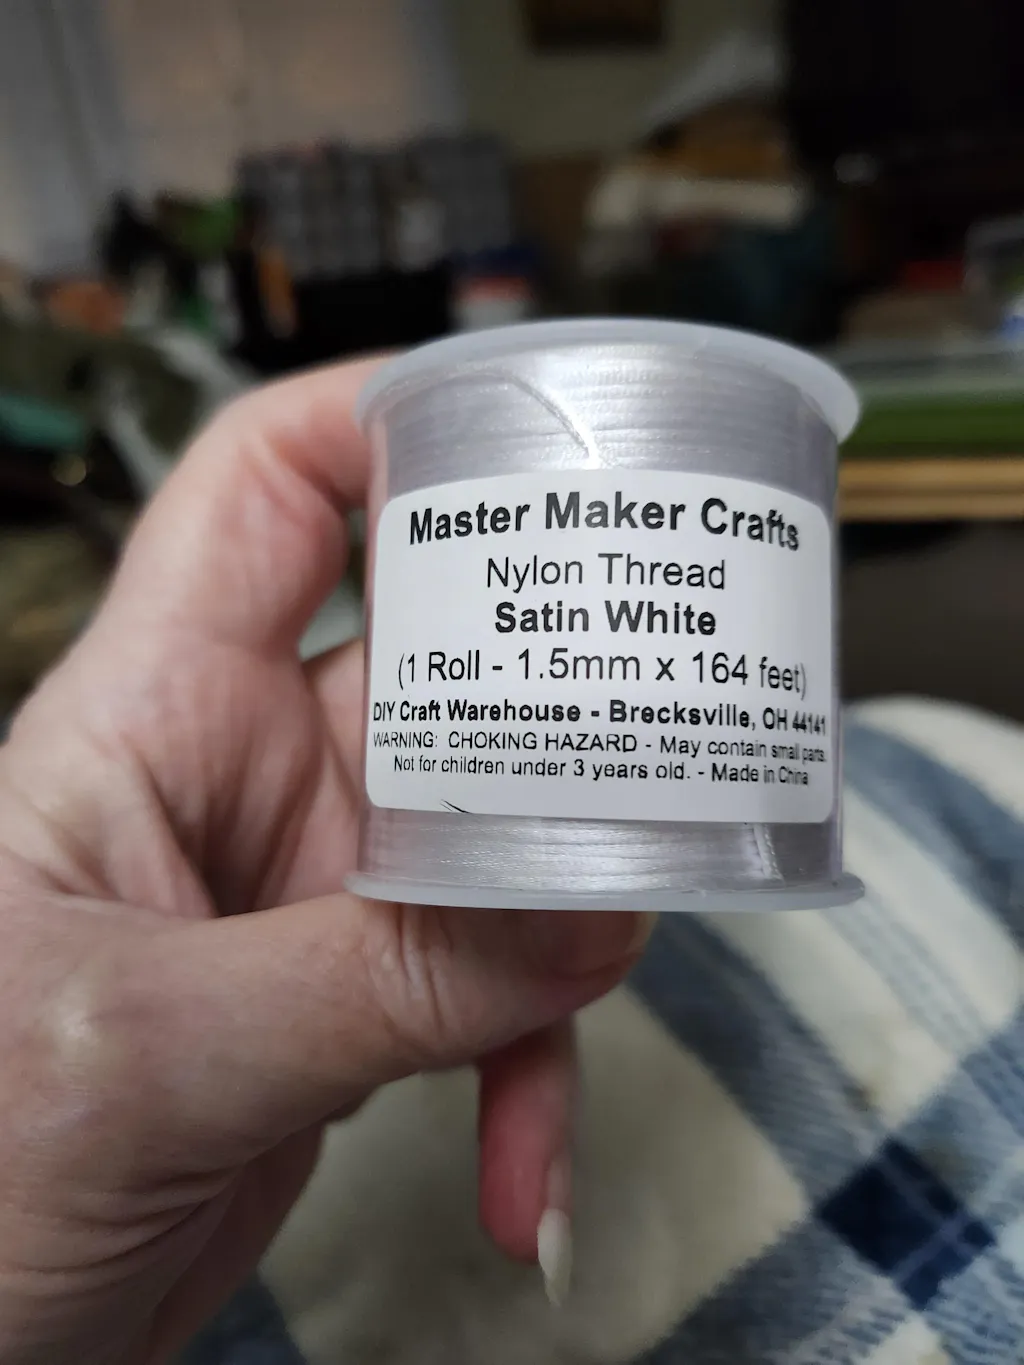 Master Maker Crafts
Nylon Thread
Satin White
(1 Roll - 1.5mm x 164 feet)
DIY Craft Warehouse - Brecksville, OH 44141
WARNING: CHOKING HAZARD - May contain small parts.
Not for children under 3 years old. - Made in China